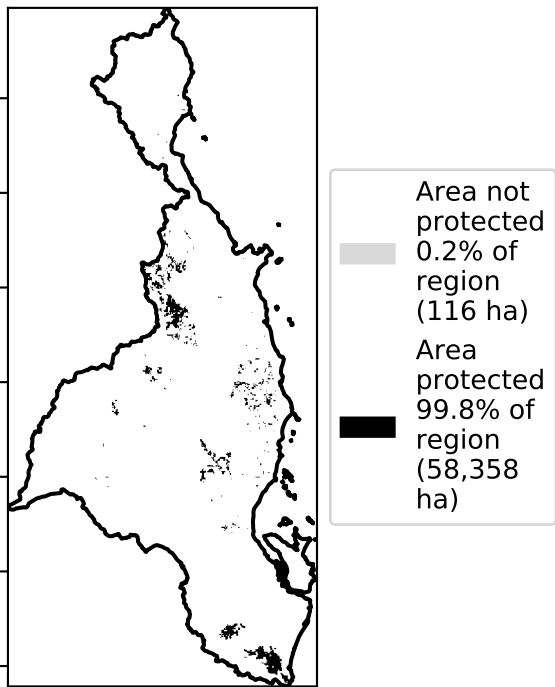 Area not
protected
0.2% of
region
(116 ha)
Area
protected
99.8% of
region
(58,358
ha)